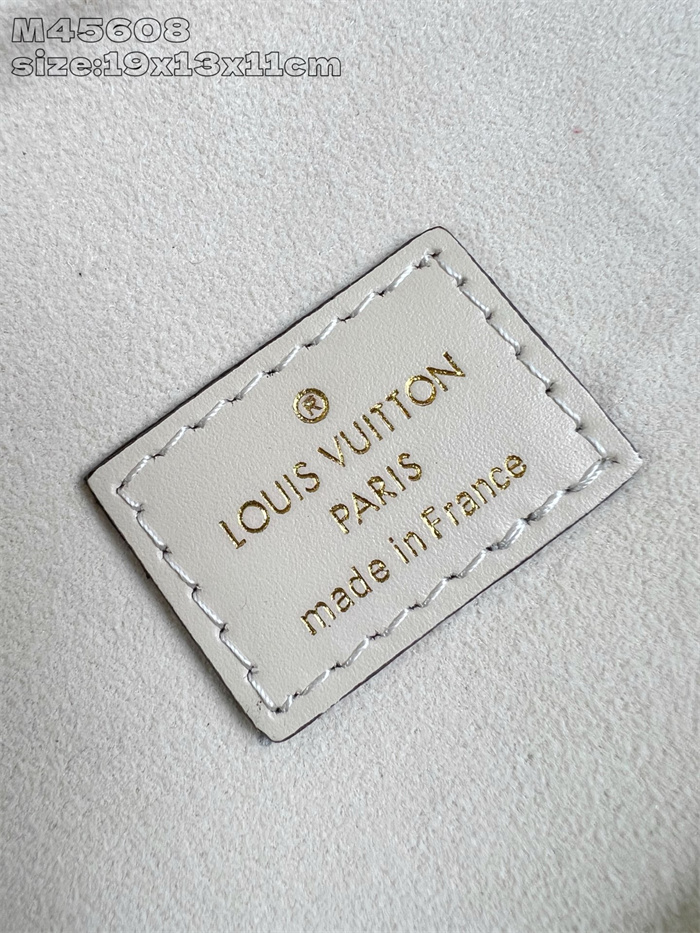 M45608
size:19x13x11cm
®
LOUIS VUITTON
PARIS
made in France